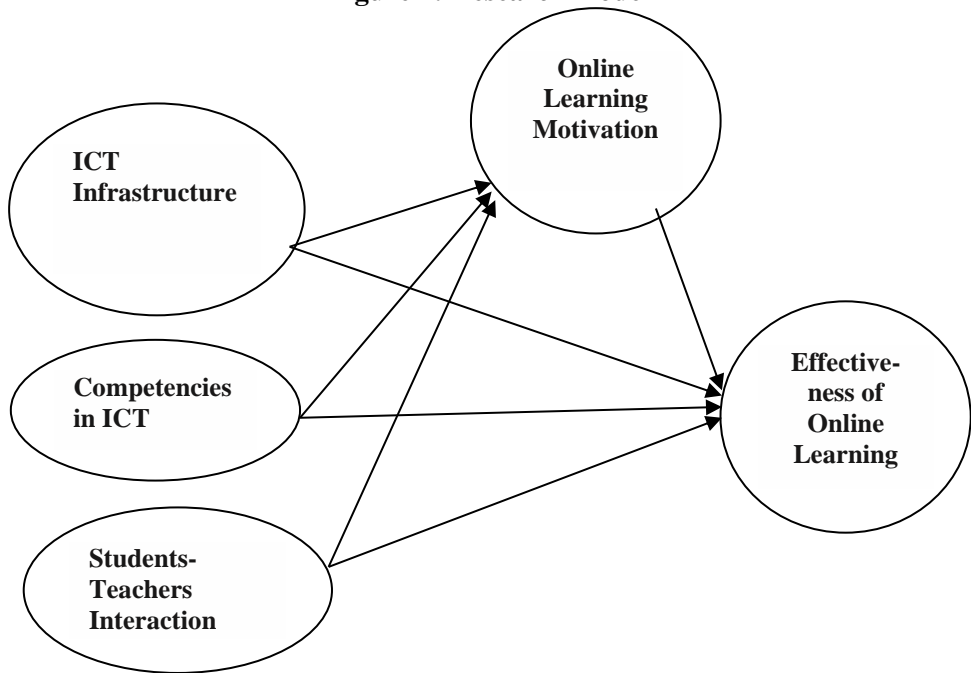 Online
Learning
Motivation
ICT
Infrastructure
Competencies
in ICT
Effective-
ness of
Online
Learning
Students-
Teachers
Interaction